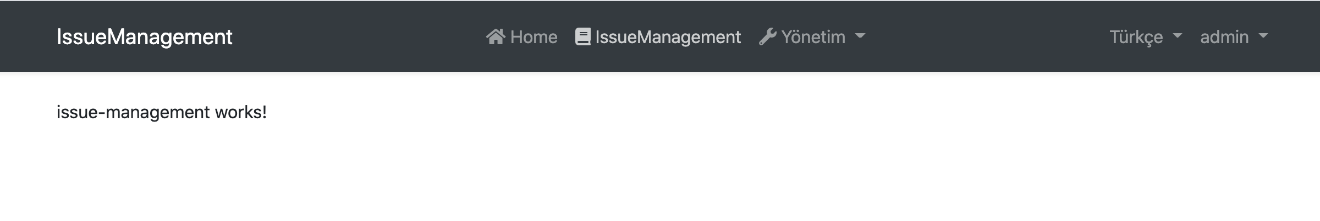 IssueManagement Home IssueManagement Yönetim Türkçe admin
issue-management works!